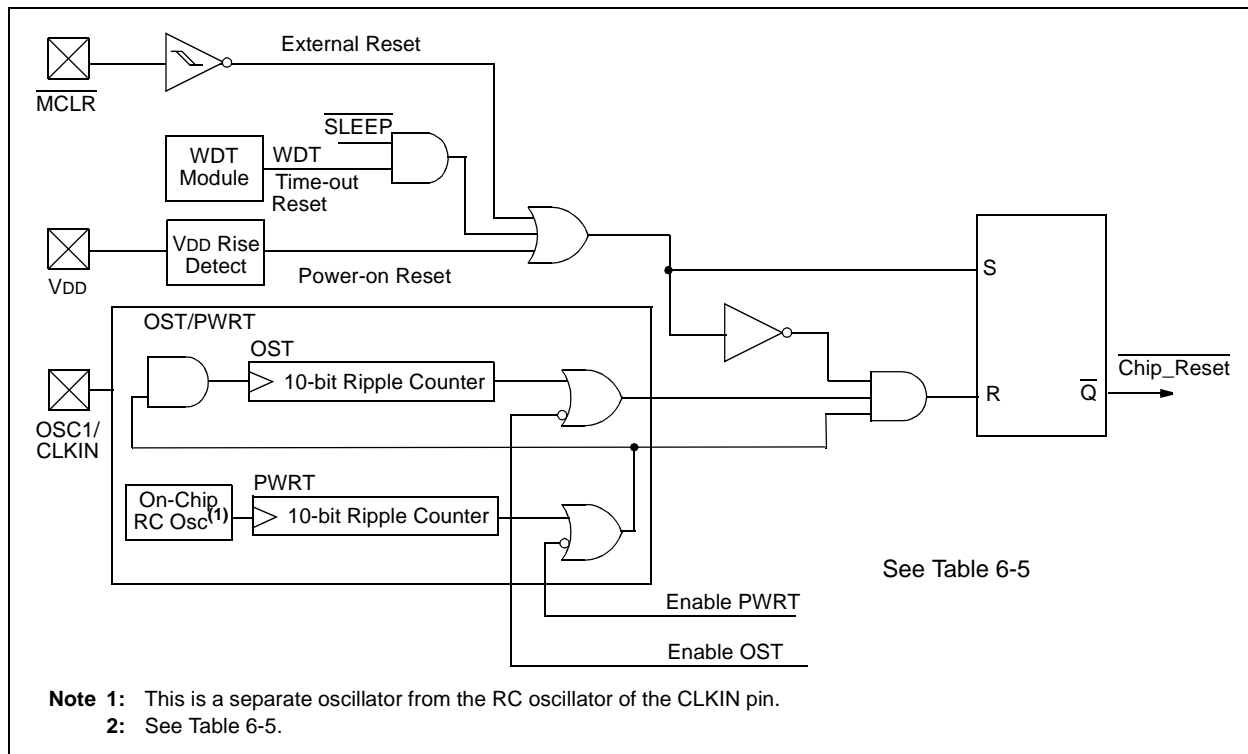 External Reset
MCLR
SLEEP
WDT
Module
WDT
Time-out
Reset
VDD Rise
Detect
VDD
Power-on Reset
S
OST/PWRT
OST
10-bit Ripple Counter
OSC1/
CLKIN
R
Q
Chip_Reset
On-Chip
RC Osc(1)
PWRT
10-bit Ripple Counter
See Table 6-5
Enable PWRT
Enable OST
Note 1: This is a separate oscillator from the RC oscillator of the CLKIN pin.
2: See Table 6-5.